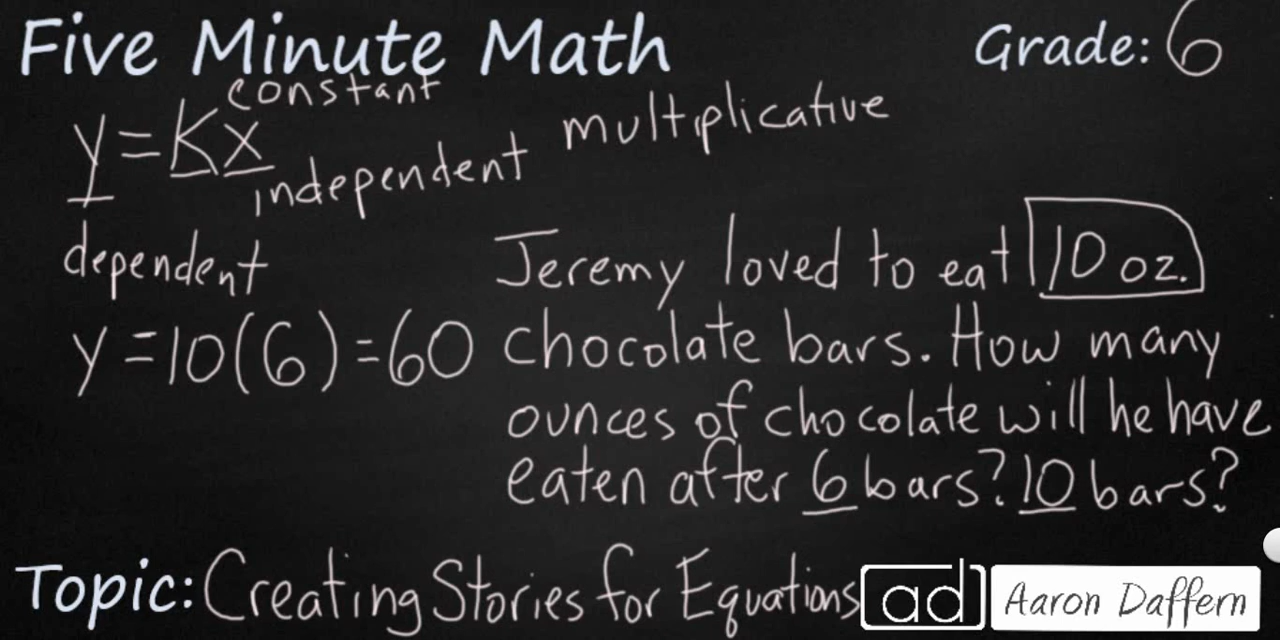 Five Minute Math
Grade: 6
constant
y = Kx
independent
multiplicative
dependent
y = 10(6) = 60
Jeremy loved to eat 10 oz.
chocolate bars. How many
ounces of chocolate will he have
eaten after 6 bars? 10 bars?
Topic: Creating Stories for Equations
ad
Aaron Daffern